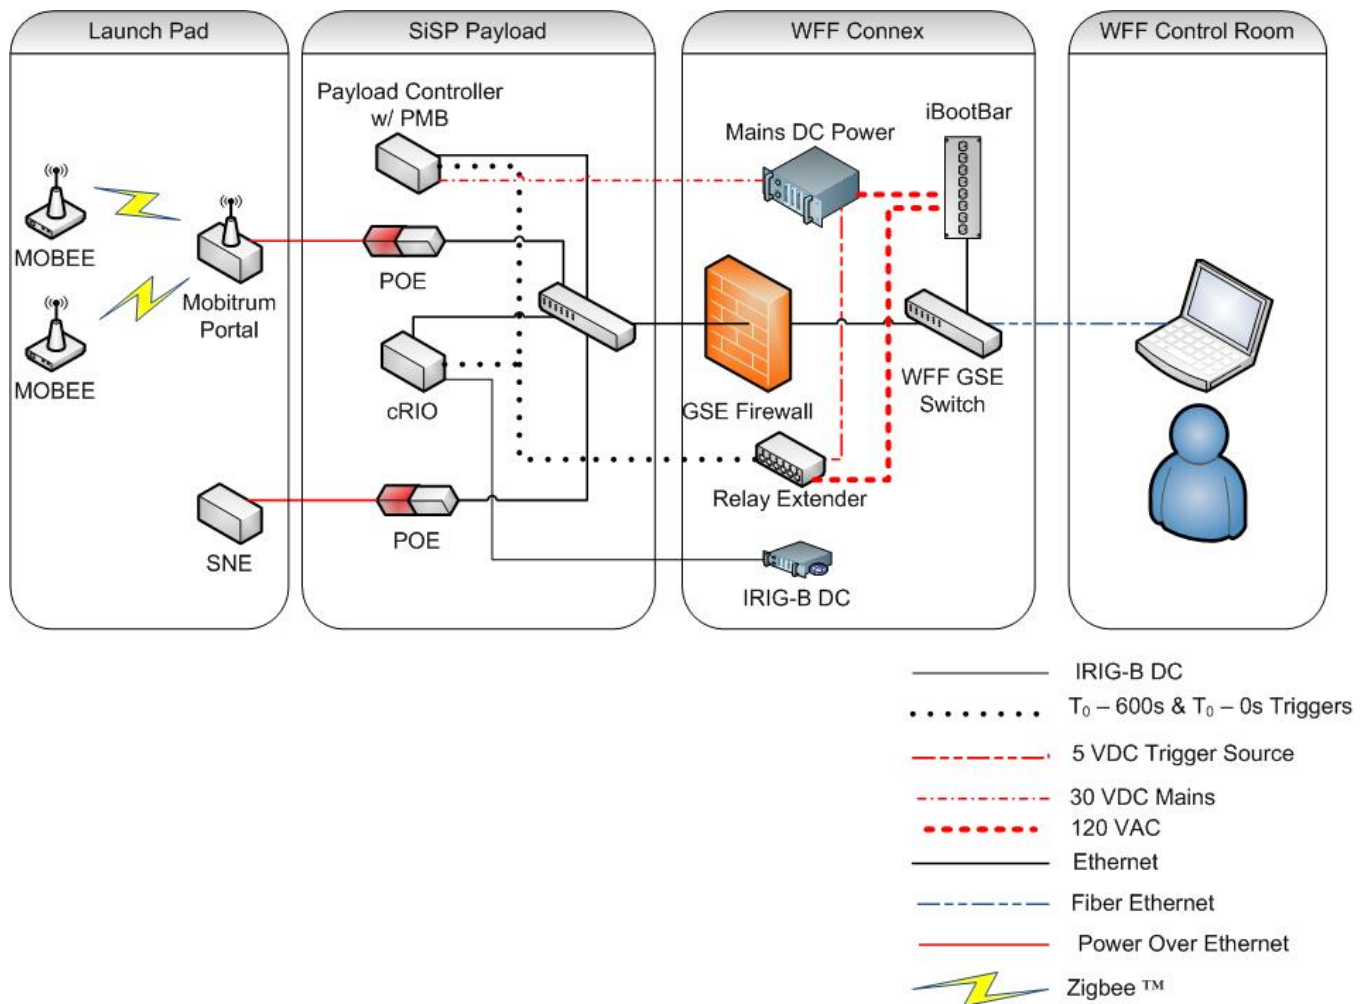 Launch Pad
SiSP Payload
WFF Connex
WFF Control Room
Payload Controller
w/ PMB
Mains DC Power
iBootBar
MOBEE
Mobitrum
Portal
POE
MOBEE
cRIO
GSE Firewall
WFF GSE
Switch
Relay Extender
SNE
POE
IRIG-B DC
IRIG-B DC
T₀ – 600s & T₀ – 0s Triggers
5 VDC Trigger Source
30 VDC Mains
120 VAC
Ethernet
Fiber Ethernet
Power Over Ethernet
Zigbee ™